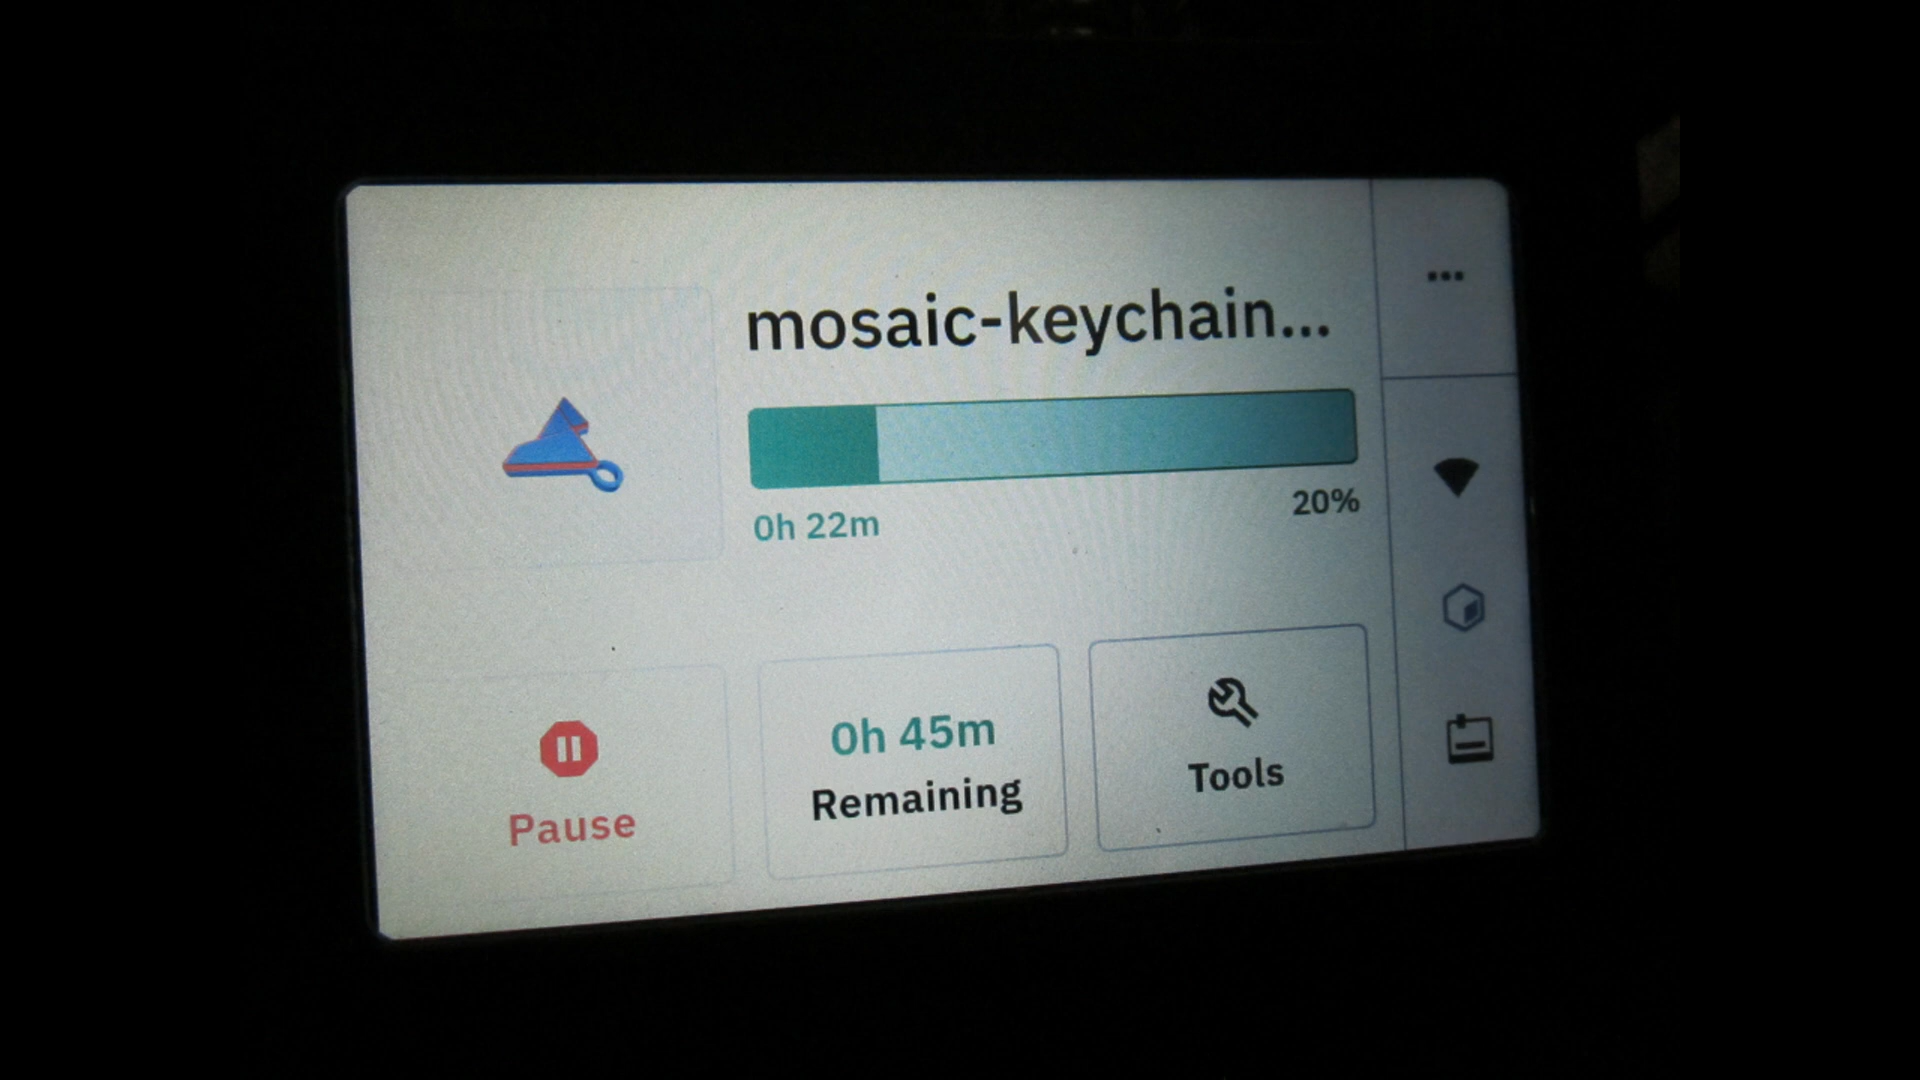 ...
mosaic-keychain...
0h 22m
20%
Pause
0h 45m
Remaining
Tools